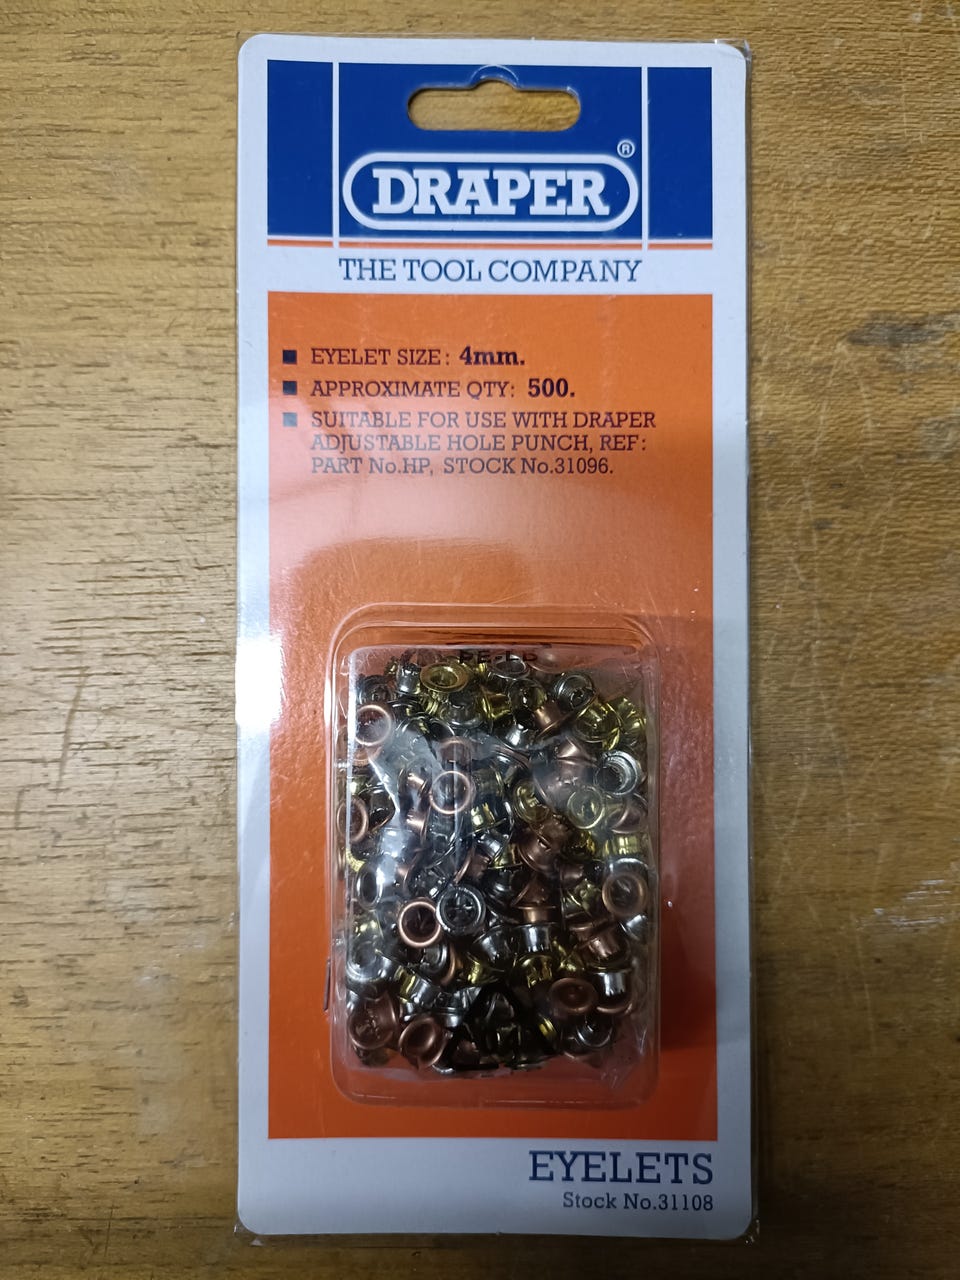 DRAPER®
THE TOOL COMPANY
EYELET SIZE: 4mm.
APPROXIMATE QTY: 500.
SUITABLE FOR USE WITH DRAPER
ADJUSTABLE HOLE PUNCH, REF:
PART No.HP, STOCK No.31096.
EYELETS
Stock No.31108